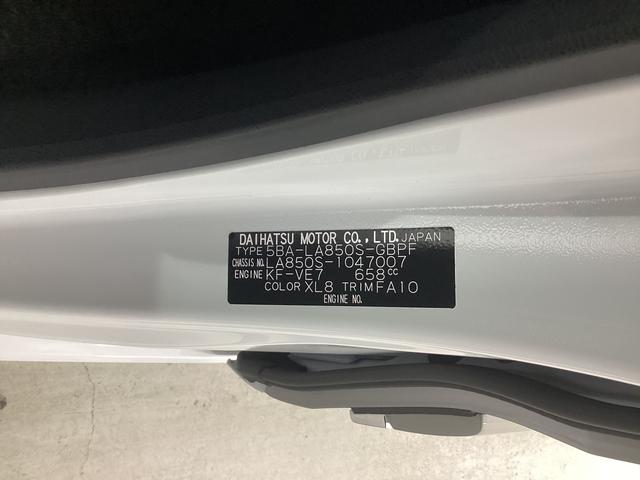 DAIHATSU MOTOR CO., LTD. JAPAN
TYPE 5BA-LA850S-GBPF
CHASSIS NO. LA850S-1047007
ENGINE KF-VE7 658cc
COLOR XL8 TRIM FA10
ENGINE NO.